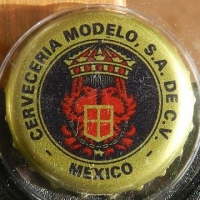 - CERVECERIA MODELO, S.A. DE C.V. -
MEXICO